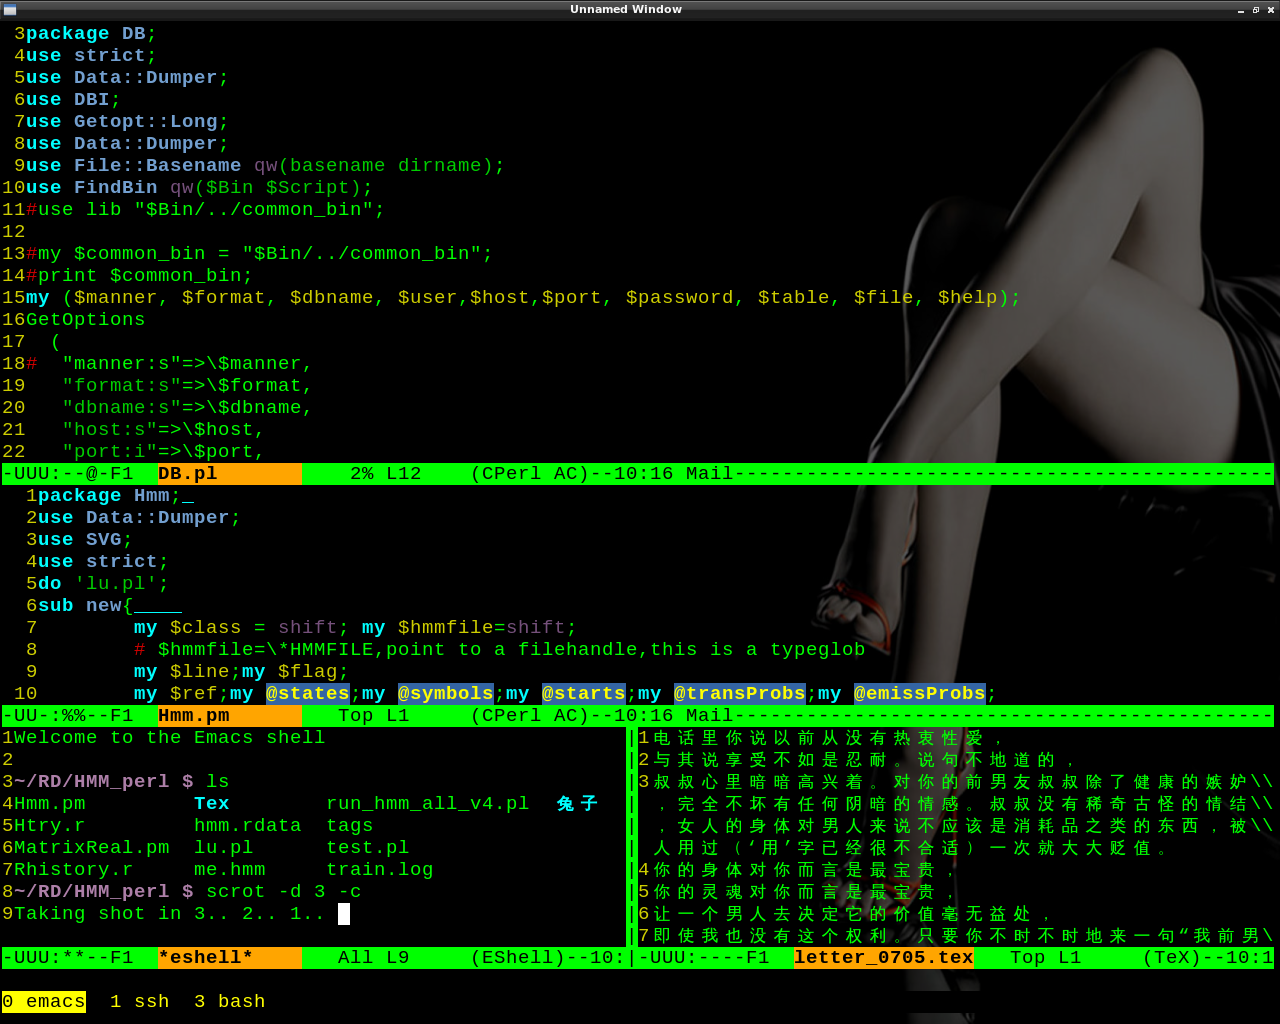 Unnamed Window
3package DB;
4use strict;
5use Data::Dumper;
6use DBI;
7use Getopt::Long;
8use Data::Dumper;
9use File::Basename qw(basename dirname);
10use FindBin qw($Bin $Script);
11#use lib "$Bin/../common_bin";
12
13#my $common_bin = "$Bin/../common_bin";
14#print $common_bin;
15my ($manner, $format, $dbname, $user,$host,$port, $password, $table, $file, $help);
16GetOptions
17  (
18#  "manner:s"=>\$manner,
19   "format:s"=>\$format,
20   "dbname:s"=>\$dbname,
21   "host:s"=>\$host,
22   "port:i"=>\$port,
-UUU:--@-F1  DB.pl           2% L12    (CPerl AC)--10:16 Mail---------------------------------------------
1package Hmm;_
2use Data::Dumper;
3use SVG;
4use strict;
5do 'lu.pl';
6sub new{____
7        my $class = shift; my $hmmfile=shift;
8        # $hmmfile=\*HMMFILE,point to a filehandle,this is a typeglob
9        my $line;my $flag;
10        my $ref;my @states;my @symbols;my @starts;my @transProbs;my @emissProbs;
-UU-:%%--F1  Hmm.pm         Top L1     (CPerl AC)--10:16 Mail---------------------------------------------
1Welcome to the Emacs shell
2
3~/RD/HMM_perl $ ls
4Hmm.pm         Tex        run_hmm_all_v4.pl  兔子
5Htry.r         hmm.rdata  tags
6MatrixReal.pm  lu.pl      test.pl
7Rhistory.r     me.hmm     train.log
8~/RD/HMM_perl $ scrot -d 3 -c
9Taking shot in 3.. 2.. 1..
-UUU:**--F1  *eshell*       All L9     (EShell)--10:
1电话里你说以前从没有热衷性爱，
2与其说享受不如是忍耐。说句不地道的，
3叔叔心里暗暗高兴着。对你的前男友叔叔除了健康的嫉妒\\
，完全不坏有任何阴暗的情感。叔叔没有稀奇古怪的情结\\
，女人的身体对男人来说不应该是消耗品之类的东西，被\\
人用过（‘用’字已经很不合适）一次就大大贬值。
4你的身体对你而言是最宝贵，
5你的灵魂对你而言是最宝贵，
6让一个男人去决定它的价值毫无益处，
7即使我也没有这个权利。只要你不时不时地来一句“我前男\
-UUU:----F1  letter_0705.tex   Top L1     (TeX)--10:1
0 emacs  1 ssh  3 bash